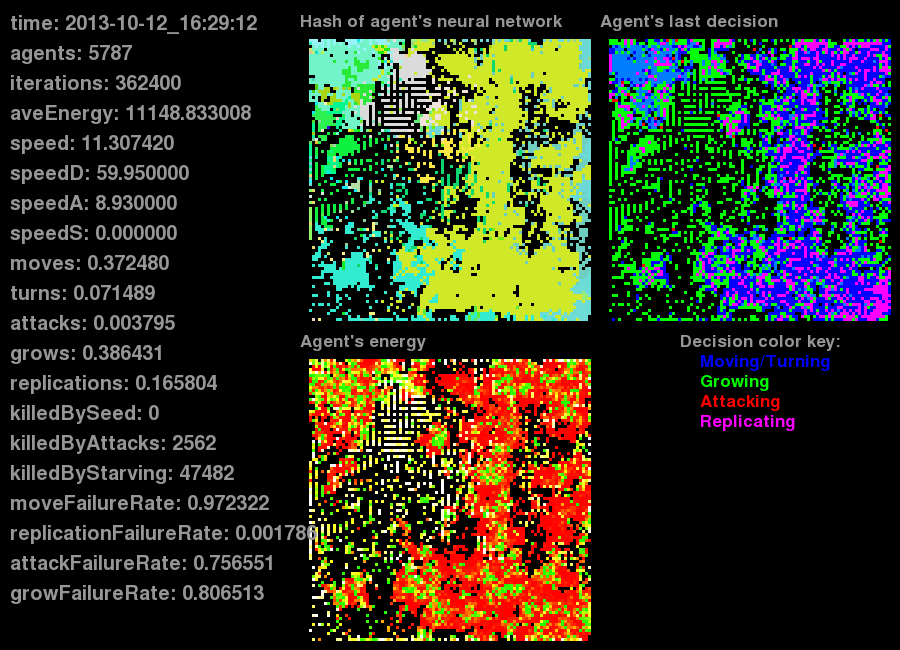 time: 2013-10-12_16:29:12
agents: 5787
iterations: 362400
aveEnergy: 11148.833008
speed: 11.307420
speedD: 59.950000
speedA: 8.930000
speedS: 0.000000
moves: 0.372480
turns: 0.071489
attacks: 0.003795
grows: 0.386431
replications: 0.165804
killedBySeed: 0
killedByAttacks: 2562
killedByStarving: 47482
moveFailureRate: 0.972322
replicationFailureRate: 0.001786
attackFailureRate: 0.756551
growFailureRate: 0.806513
Hash of agent's neural network
Agent's last decision
Agent's energy
Decision color key:
Moving/Turning
Growing
Attacking
Replicating